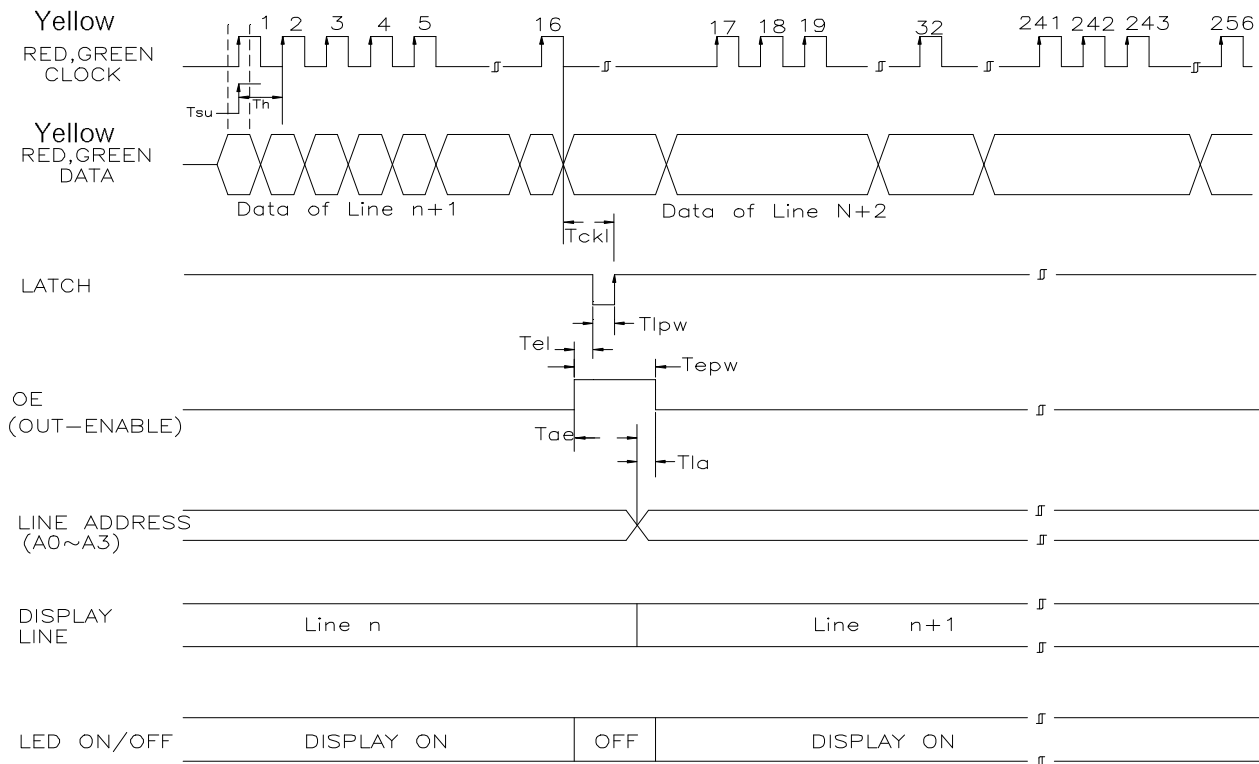 Yellow
RED,GREEN
CLOCK
1 2 3 4 5 16 17 18 19 32 241 242 243 256
Tsu
Th
Yellow
RED,GREEN
DATA
Data of Line n+1
Data of Line N+2
Tckl
LATCH
Tlpw
Tel
Tepw
OE
(OUT-ENABLE)
Tae
Tla
LINE ADDRESS
(A0~A3)
DISPLAY
LINE
Line n
Line n+1
LED ON/OFF
DISPLAY ON
OFF
DISPLAY ON